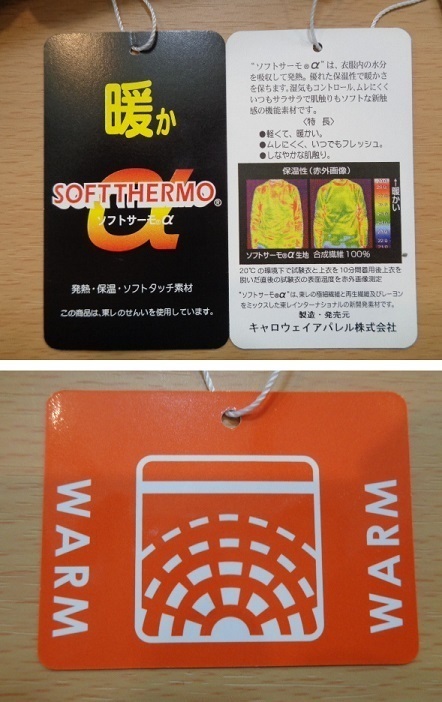 暖か
SOFTTHERMO®
ソフトサーモ®α
発熱・保温・ソフトタッチ素材
この商品は、東レのせんいを使用しています。
"ソフトサーモ®α"は、衣服内の水分
を吸収して発熱。優れた保温性で暖かさ
を保ちます。湿気もコントロール、ムレにくく
いつもサラサラで肌触りもソフトな新触
感の機能素材です。
〈特 長〉
●軽くて、暖かい。
●ムレにくく、いつでもフレッシュ。
●しなやかな肌触り。
保温性(赤外画像)
←暖かい
ソフトサーモ®α生地 合成繊維100%
20℃の環境下で試験衣と上衣を10分間着用後上衣を
脱いだ直後の試験衣の表面温度を赤外画像測定
"ソフトサーモ®α"は、東レの極細繊維と再生繊維及びレーヨン
をミックスした東レインターナショナルの新開発素材です。
製造・発売元
キャロウェイアパレル株式会社
WARM
WARM